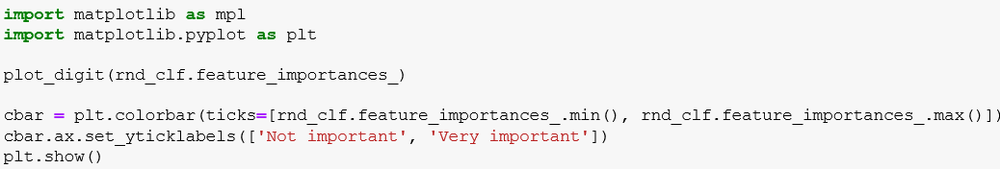 import matplotlib as mpl
import matplotlib.pyplot as plt
plot_digit(rnd_clf.feature_importances_)
cbar = plt.colorbar(ticks=[rnd_clf.feature_importances_.min(), rnd_clf.feature_importances_.max()])
cbar.ax.set_yticklabels(['Not important', 'Very important'])
plt.show()